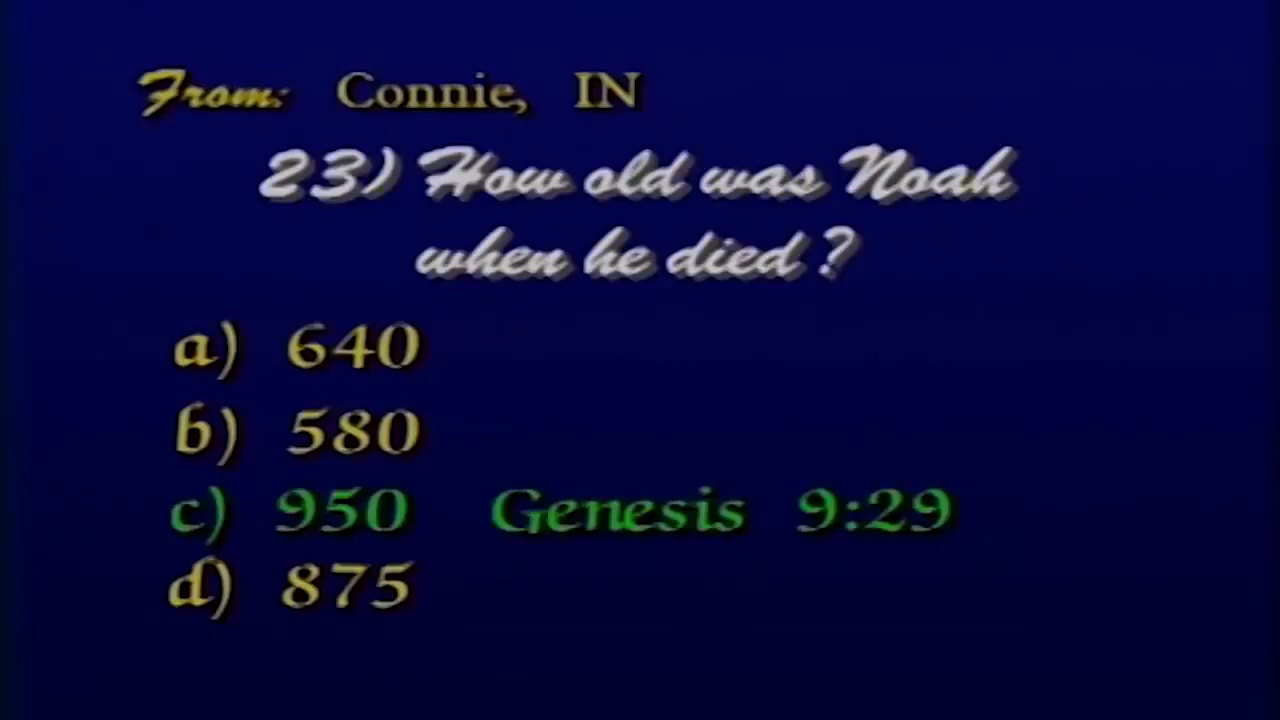 From: Connie, IN
23) How old was Noah
when he died ?
a) 640
b) 580
c) 950 Genesis 9:29
d) 875